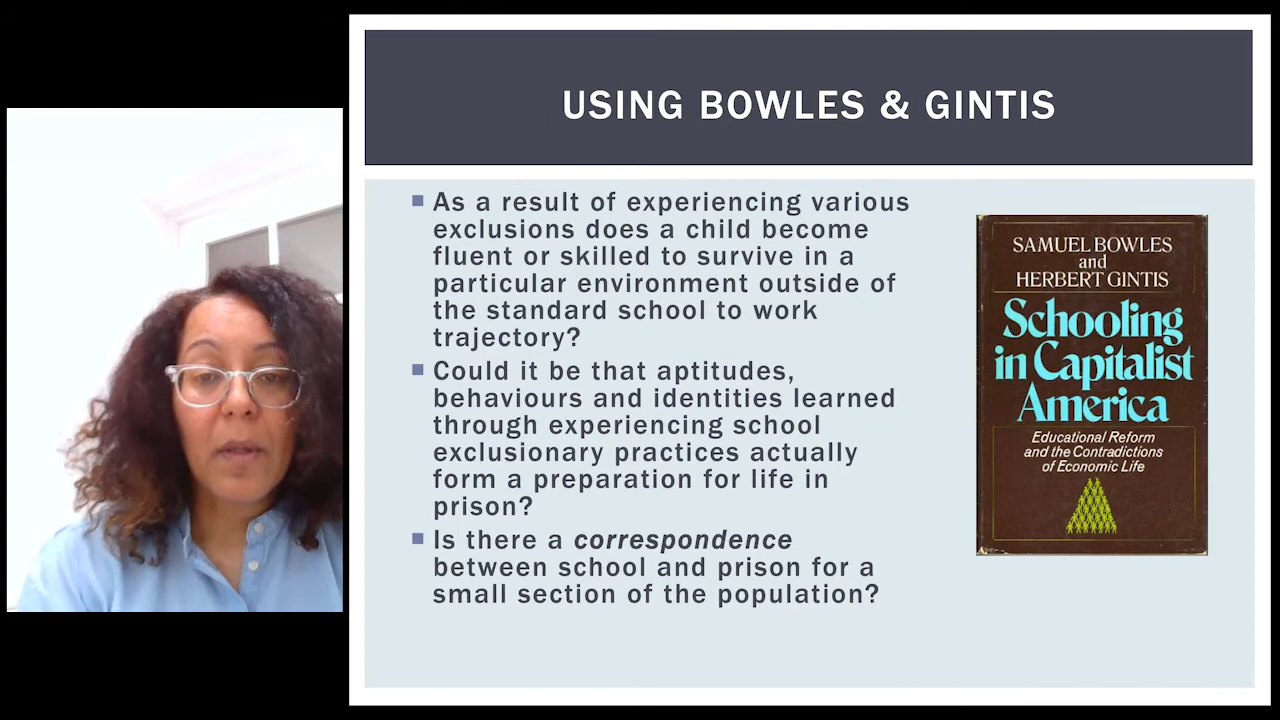 USING BOWLES & GINTIS
As a result of experiencing various
exclusions does a child become
fluent or skilled to survive in a
particular environment outside of
the standard school to work
trajectory?
Could it be that aptitudes,
behaviours and identities learned
through experiencing school
exclusionary practices actually
form a preparation for life in
prison?
Is there a correspondence
between school and prison for a
small section of the population?
SAMUEL BOWLES
and
HERBERT GINTIS
Schooling
in Capitalist
America
Educational Reform
and the Contradictions
of Economic Life